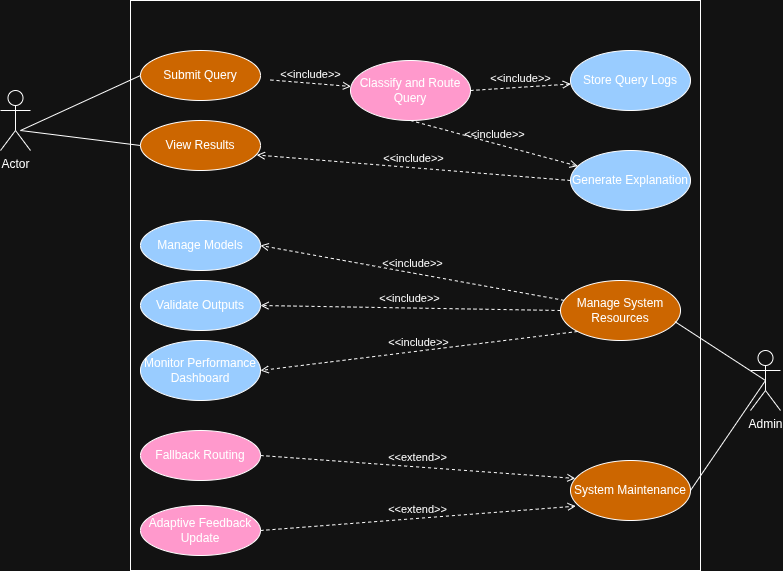 Submit Query
<<include>>
Classify and Route
Query
<<include>>
Store Query Logs
Actor
View Results
<<include>>
<<include>>
Generate Explanation
Manage Models
<<include>>
Validate Outputs
<<include>>
Manage System
Resources
Monitor Performance
Dashboard
<<include>>
Admin
Fallback Routing
<<extend>>
System Maintenance
Adaptive Feedback
Update
<<extend>>